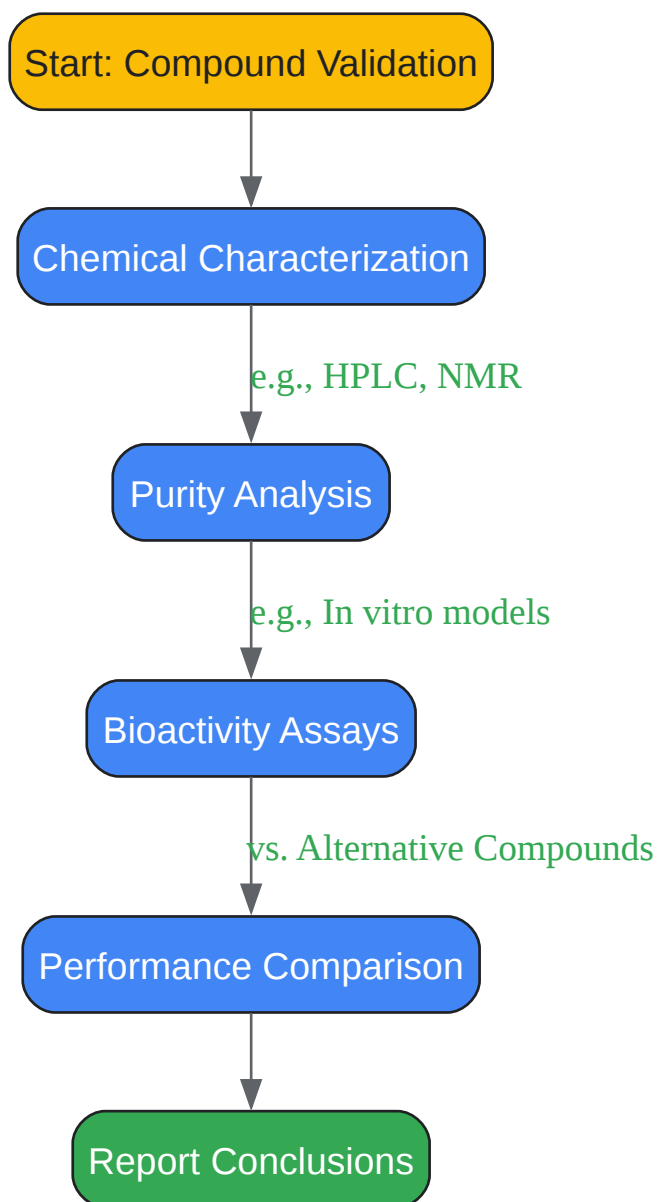 Start: Compound Validation
Chemical Characterization
e.g., HPLC, NMR
Purity Analysis
e.g., In vitro models
Bioactivity Assays
vs. Alternative Compounds
Performance Comparison
Report Conclusions